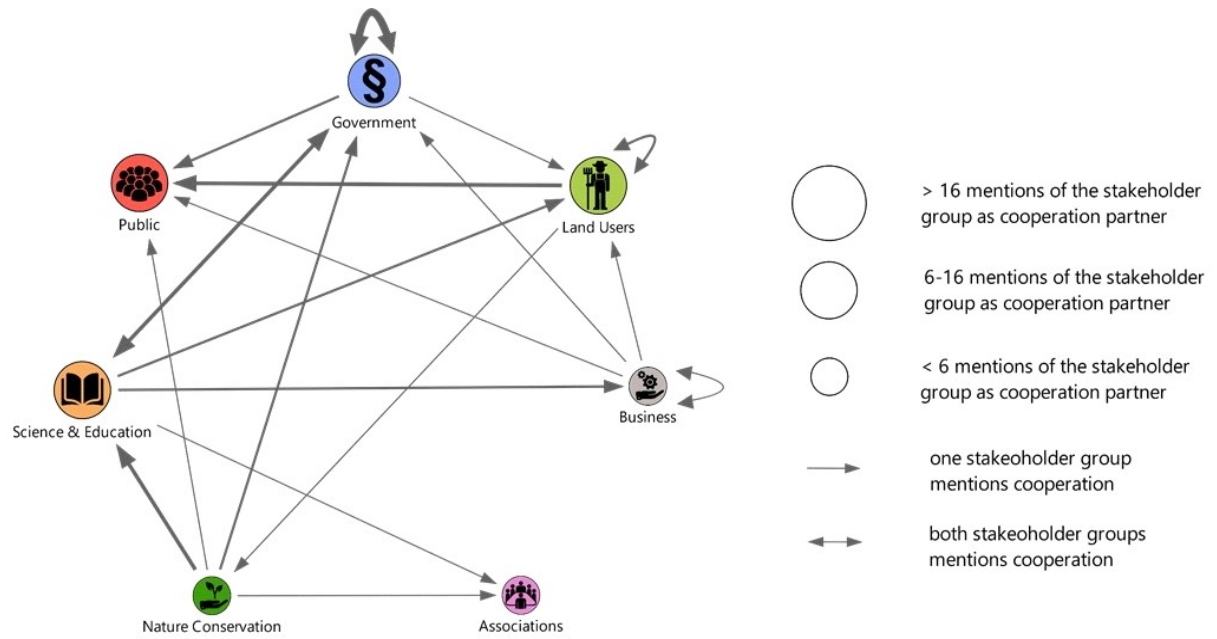 §
Government
Public
Land Users
Science & Education
Business
Nature Conservation
Associations
> 16 mentions of the stakeholder
group as cooperation partner
6-16 mentions of the stakeholder
group as cooperation partner
< 6 mentions of the stakeholder
group as cooperation partner
one stakeoholder group
mentions cooperation
both stakeoholder groups
mentions cooperation